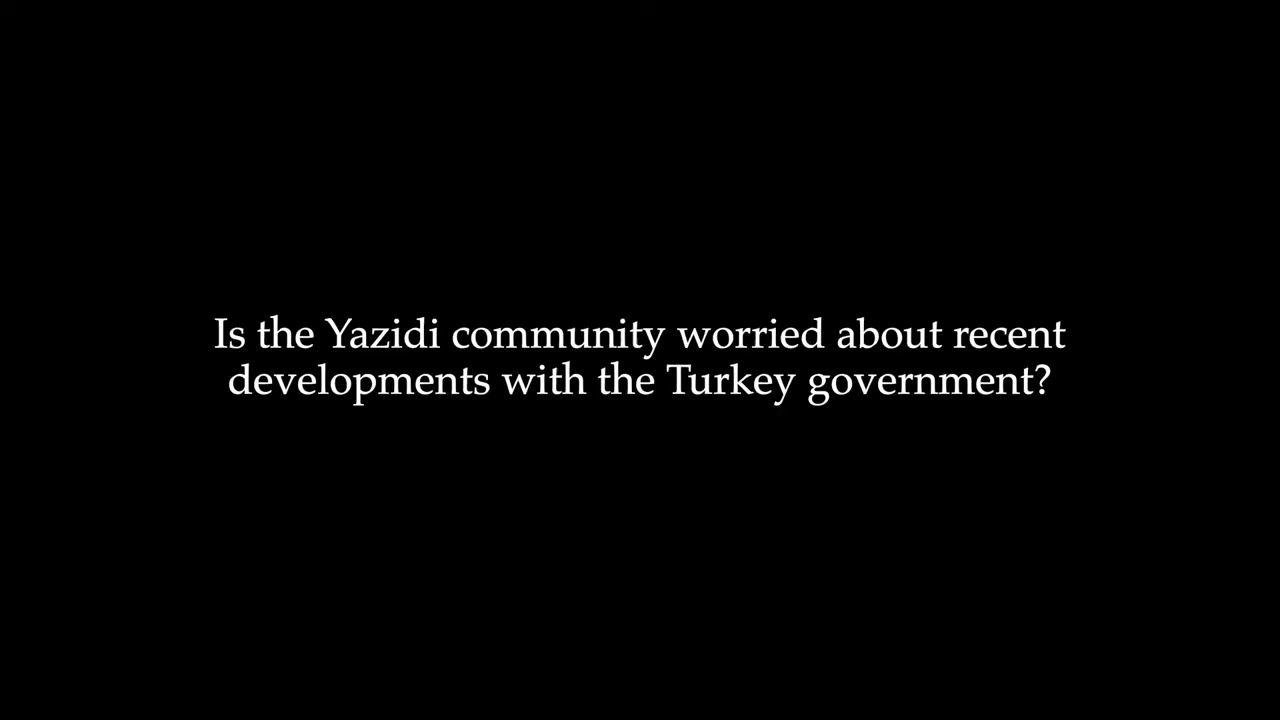 Is the Yazidi community worried about recent
developments with the Turkey government?